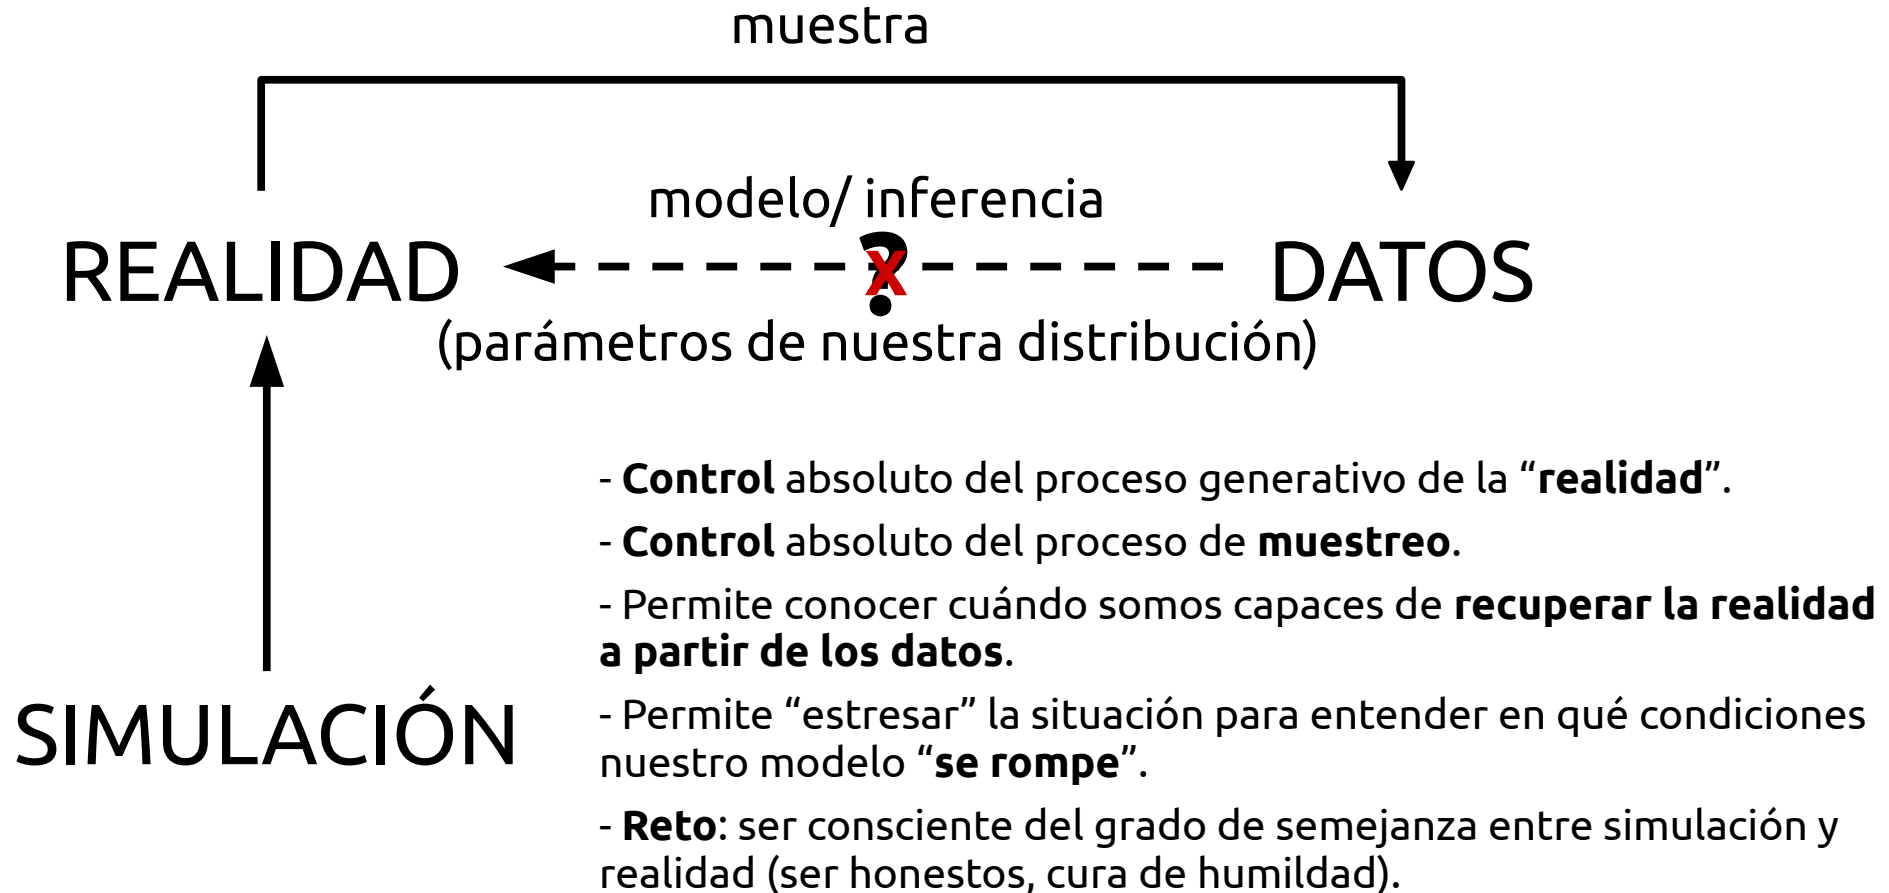 muestra
modelo/ inferencia
REALIDAD
?
X
DATOS
(parámetros de nuestra distribución)
- Control absoluto del proceso generativo de la “realidad”.
- Control absoluto del proceso de muestreo.
- Permite conocer cuándo somos capaces de recuperar la realidad
a partir de los datos.
SIMULACIÓN
- Permite “estresar” la situación para entender en qué condiciones
nuestro modelo “se rompe”.
- Reto: ser consciente del grado de semejanza entre simulación y
realidad (ser honestos, cura de humildad).